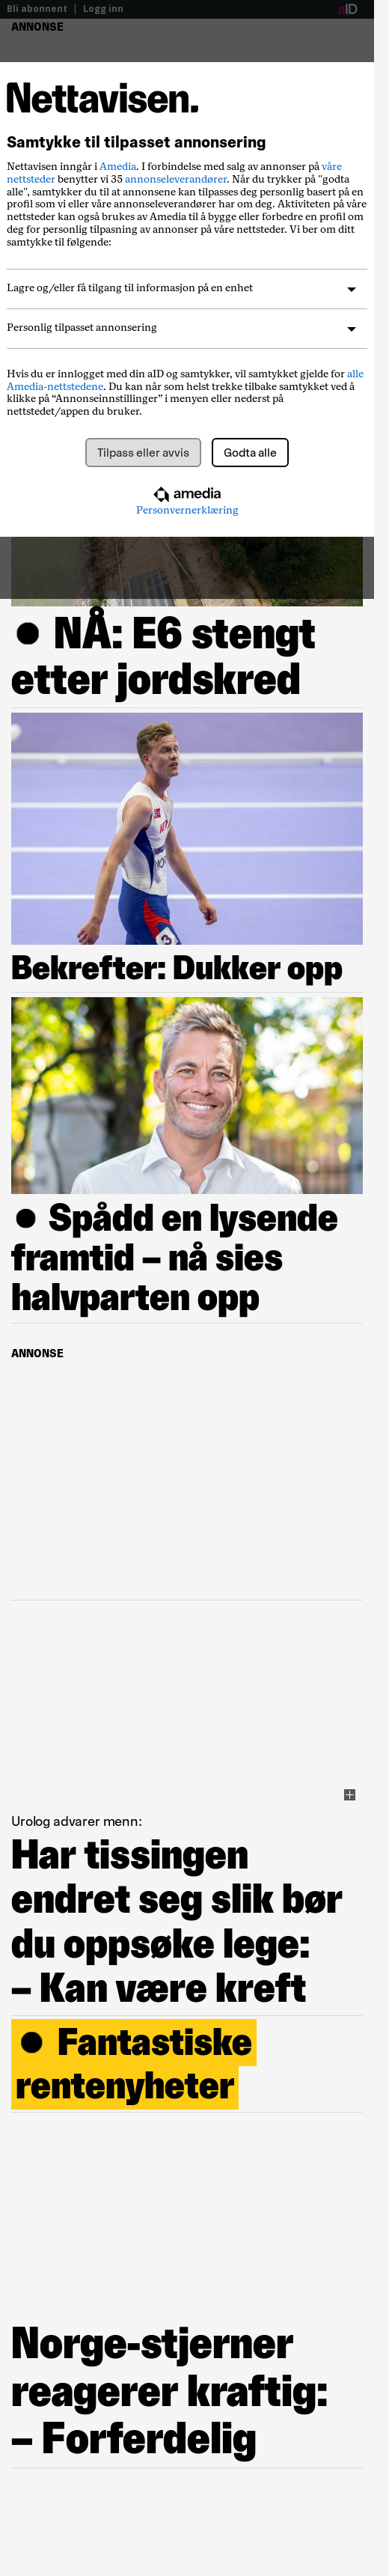 Bli abonnent | Logg inn
aID
ANNONSE
Nettavisen.
Samtykke til tilpasset annonsering
Nettavisen inngår i Amedia. I forbindelse med salg av annonser på våre
nettsteder benytter vi 35 annonseleverandører. Når du trykker på "godta
alle", samtykker du til at annonsene kan tilpasses deg personlig basert på en
profil som vi eller våre annonseleverandører har om deg. Aktiviteten på våre
nettsteder kan også brukes av Amedia til å bygge eller forbedre en profil om
deg for personlig tilpasning av annonser på våre nettsteder. Vi ber om ditt
samtykke til følgende:
Lagre og/eller få tilgang til informasjon på en enhet
Personlig tilpasset annonsering
Hvis du er innlogget med din aID og samtykker, vil samtykket gjelde for alle
Amedia-nettstedene. Du kan når som helst trekke tilbake samtykket ved å
klikke på “Annonseinnstillinger” i menyen eller nederst på
nettstedet/appen du bruker.
Tilpass eller avvis
Godta alle
amedia
Personvernerklæring
NÅ: E6 stengt
etter jordskred
Bekrefter: Dukker opp
Spådd en lysende
framtid – nå sies
halvparten opp
ANNONSE
Urolog advarer menn:
Har tissingen
endret seg slik bør
du oppsøke lege:
– Kan være kreft
Fantastiske
rentenyheter
Norge-stjerner
reagerer kraftig:
– Forferdelig